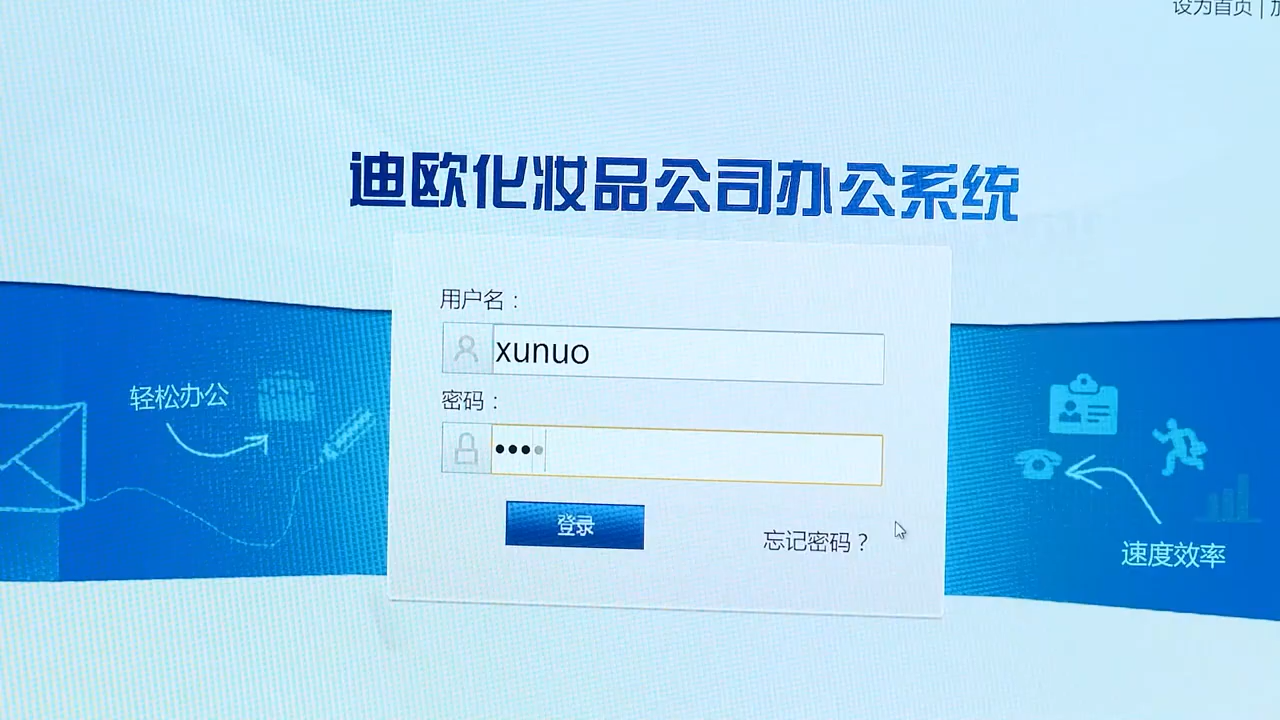 设为首页 |
迪欧化妆品公司办公系统
用户名：
xunuo
密码：
轻松办公
登录
忘记密码？
速度效率